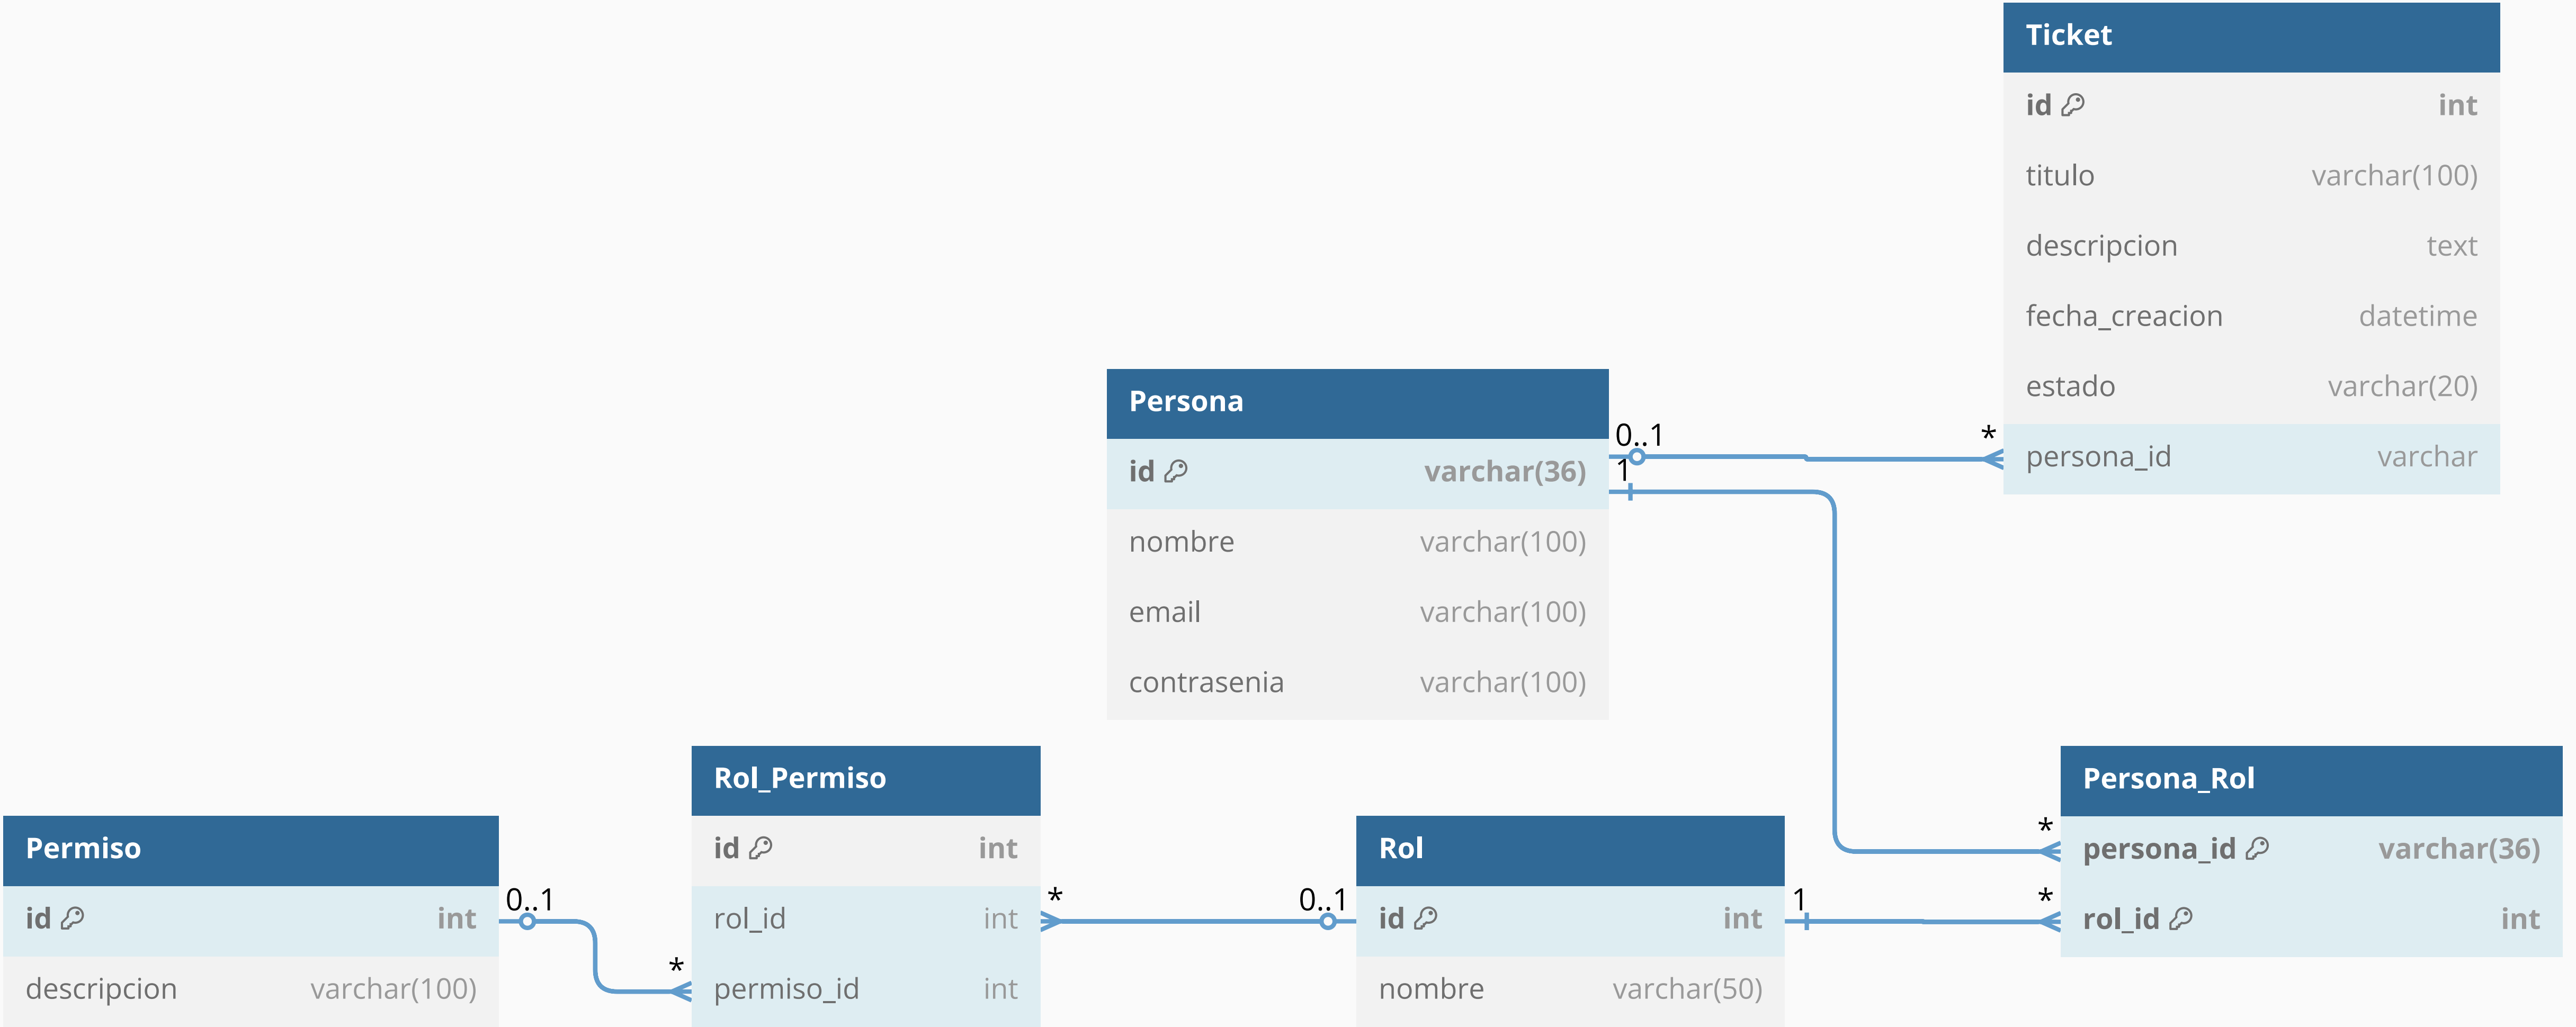 Ticket
id int
titulo varchar(100)
descripcion text
fecha_creacion datetime
estado varchar(20)
persona_id varchar
Persona
id varchar(36)
nombre varchar(100)
email varchar(100)
contrasenia varchar(100)
0..1 *
1 *
Permiso
id int
descripcion varchar(100)
0..1 *
Rol_Permiso
id int
rol_id int
permiso_id int
* 0..1
Rol
id int
nombre varchar(50)
1 *
Persona_Rol
persona_id varchar(36)
rol_id int